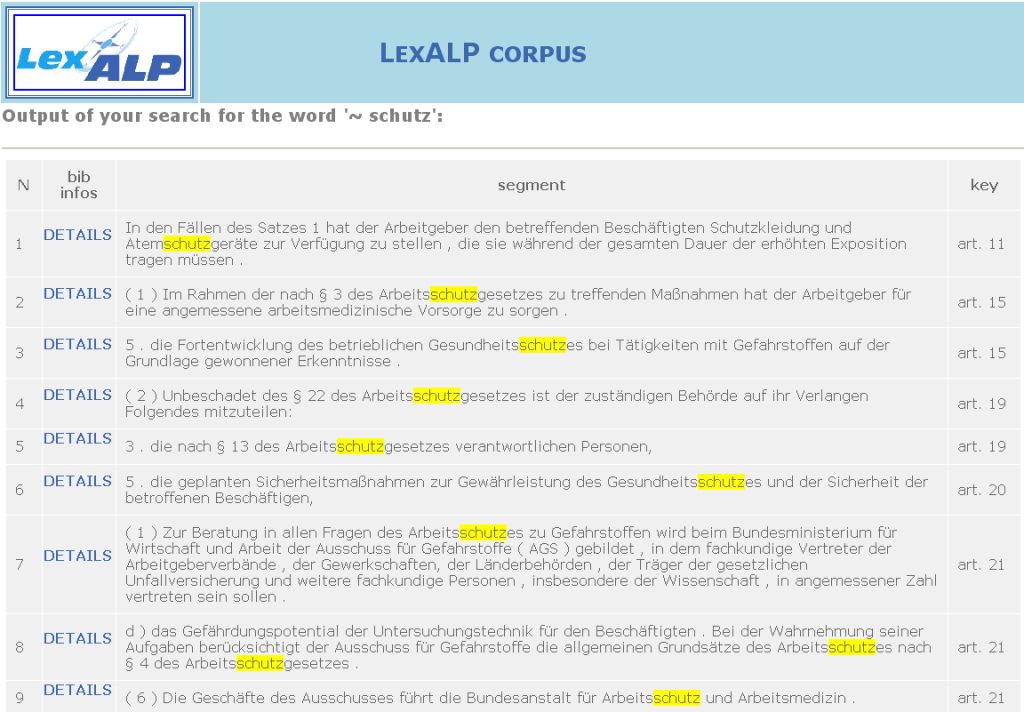 LexALP
LEXALP CORPUS
Output of your search for the word '~ schutz':
N
bib
infos
segment
key
1
DETAILS
In den Fällen des Satzes 1 hat der Arbeitgeber den betreffenden Beschäftigten Schutzkleidung und
Atemschutzgeräte zur Verfügung zu stellen , die sie während der gesamten Dauer der erhöhten Exposition
tragen müssen .
art. 11
2
DETAILS
( 1 ) Im Rahmen der nach § 3 des Arbeitsschutzgesetzes zu treffenden Maßnahmen hat der Arbeitgeber für
eine angemessene arbeitsmedizinische Vorsorge zu sorgen .
art. 15
3
DETAILS
5 . die Fortentwicklung des betrieblichen Gesundheitsschutzes bei Tätigkeiten mit Gefahrstoffen auf der
Grundlage gewonnener Erkenntnisse .
art. 15
4
DETAILS
( 2 ) Unbeschadet des § 22 des Arbeitsschutzgesetzes ist der zuständigen Behörde auf ihr Verlangen
Folgendes mitzuteilen:
art. 19
5
DETAILS
3 . die nach § 13 des Arbeitsschutzgesetzes verantwortlichen Personen,
art. 19
6
DETAILS
5 . die geplanten Sicherheitsmaßnahmen zur Gewährleistung des Gesundheitsschutzes und der Sicherheit der
betroffenen Beschäftigen,
art. 20
7
DETAILS
( 1 ) Zur Beratung in allen Fragen des Arbeitsschutzes zu Gefahrstoffen wird beim Bundesministerium für
Wirtschaft und Arbeit der Ausschuss für Gefahrstoffe ( AGS ) gebildet , in dem fachkundige Vertreter der
Arbeitgeberverbände , der Gewerkschaften, der Länderbehörden , der Träger der gesetzlichen
Unfallversicherung und weitere fachkundige Personen , insbesondere der Wissenschaft , in angemessener Zahl
vertreten sein sollen .
art. 21
8
DETAILS
d ) das Gefährdungspotential der Untersuchungstechnik für den Beschäftigten . Bei der Wahrnehmung seiner
Aufgaben berücksichtigt der Ausschuss für Gefahrstoffe die allgemeinen Grundsätze des Arbeitsschutzes nach
§ 4 des Arbeitsschutzgesetzes .
art. 21
9
DETAILS
( 6 ) Die Geschäfte des Ausschusses führt die Bundesanstalt für Arbeitsschutz und Arbeitsmedizin .
art. 21